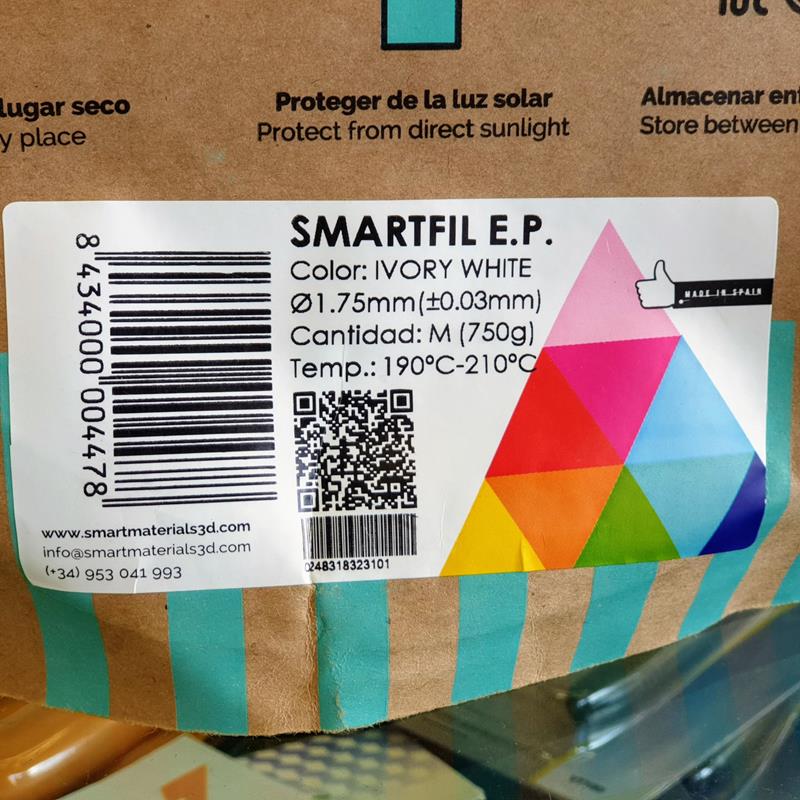 lugar seco
y place
Proteger de la luz solar
Protect from direct sunlight
Almacenar ent
Store between
SMARTFIL E.P.
Color: IVORY WHITE
Ø1.75mm(±0.03mm)
Cantidad: M (750g)
Temp.: 190ºC-210ºC
MADE IN SPAIN
8 434000 004478
0248318323101
www.smartmaterials3d.com
info@smartmaterials3d.com
(+34) 953 041 993